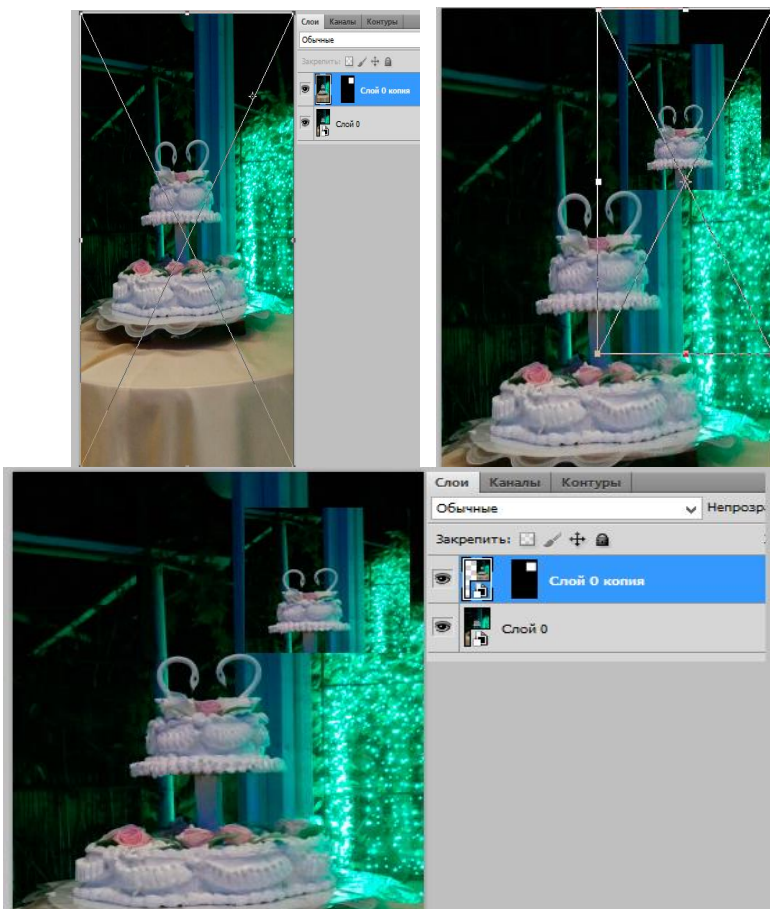 Слои Каналы Контуры
Обычные
Закрепить:
Слой 0 копия
Слой 0
Слои Каналы Контуры
Обычные Непрозр
Закрепить:
Слой 0 копия
Слой 0